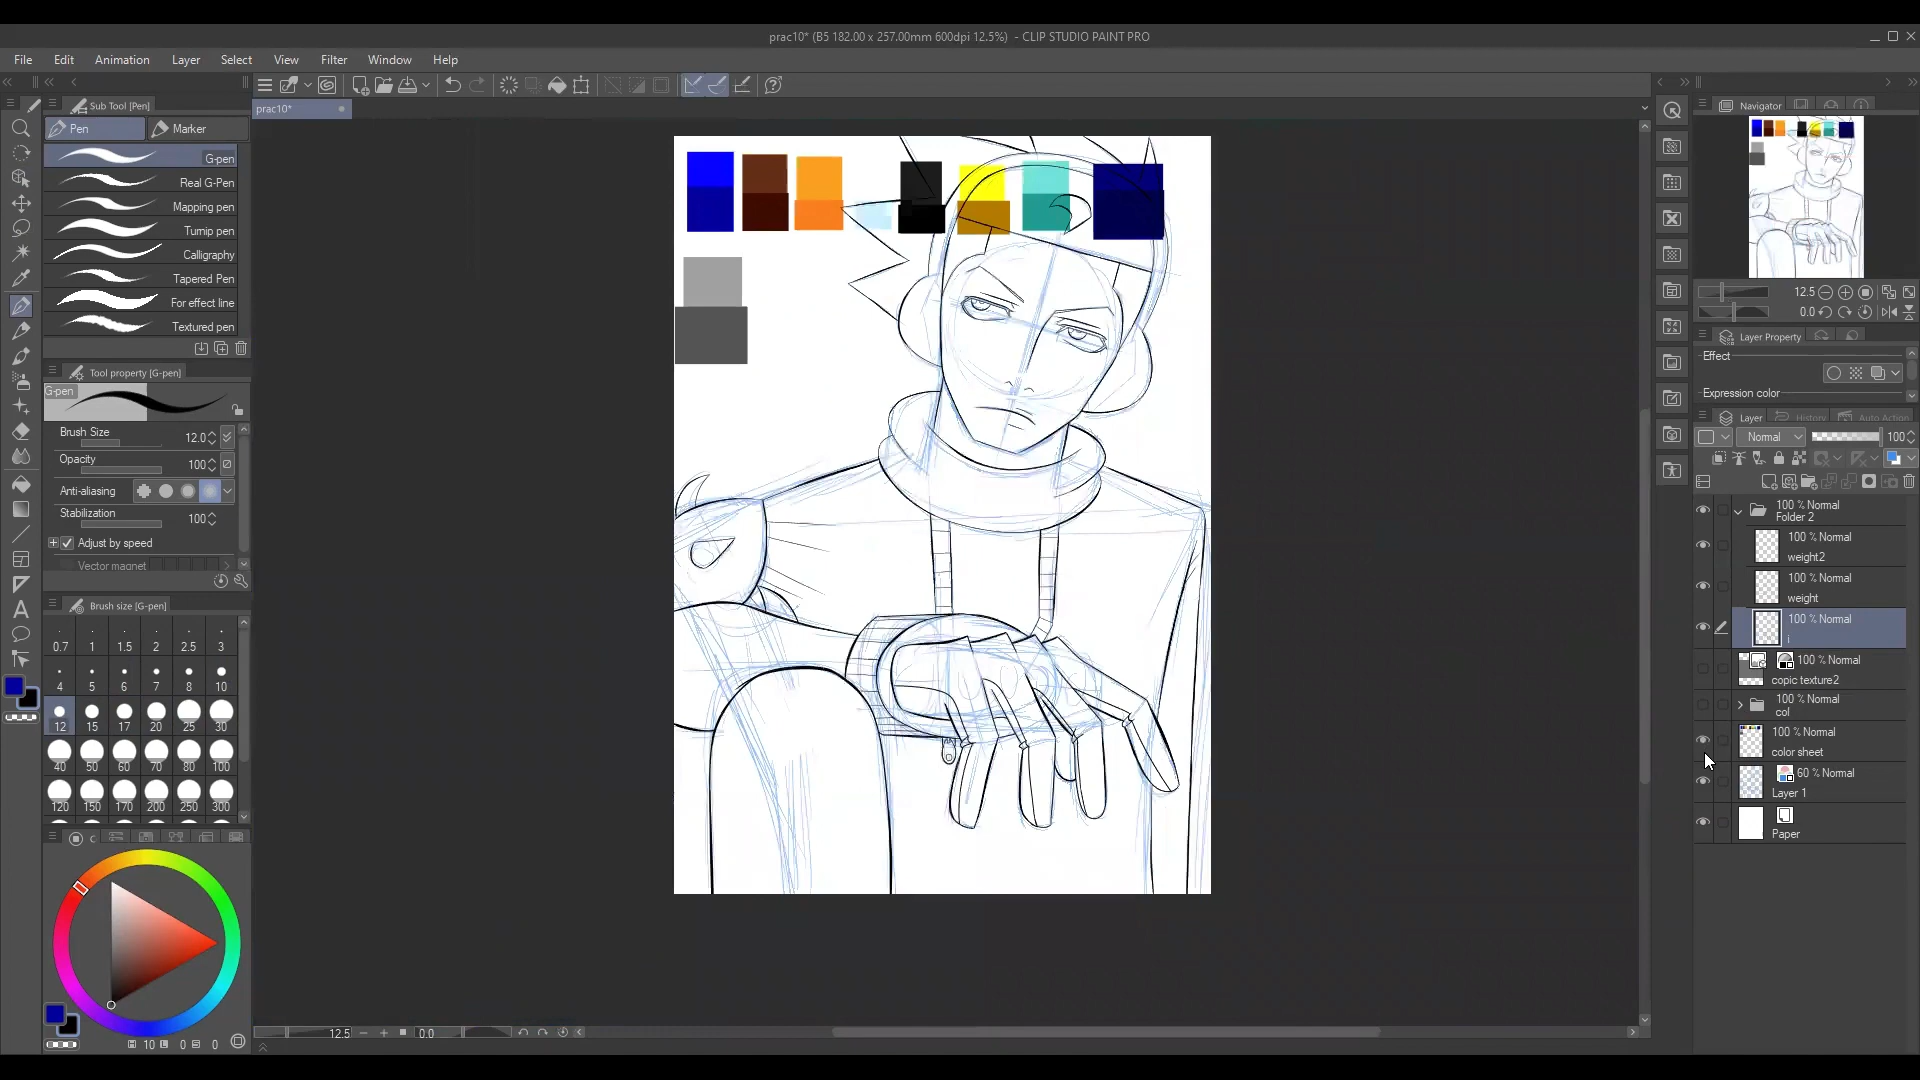 prac10* (B5 182.00 x 257.00mm 600dpi 12.5%) - CLIP STUDIO PAINT PRO
File Edit Animation Layer Select View Filter Window Help
Sub Tool [Pen]
prac10*
Navigator
Pen Marker
G-pen
Real G-Pen
Mapping pen
Turnip pen
Calligraphy
Tapered Pen
For effect line
Textured pen
Tool property [G-pen]
G-pen
Brush Size 12.0
Opacity 100
Anti-aliasing
Stabilization 100
Adjust by speed
Vector magnet
Brush size [G-pen]
0.7 1 1.5 2 2.5 3
4 5 6 7 8 10
12 15 17 20 25 30
40 50 60 70 80 100
120 150 170 200 250 300
C
10 0 0
12.5 0.0
12.5
0.0
Layer Property
Effect
Expression color
Layer History Auto Action
Normal 100
100 % Normal
Folder 2
100 % Normal
weight2
100 % Normal
weight
100 % Normal
i
100 % Normal
copic texture2
100 % Normal
col
100 % Normal
color sheet
60 % Normal
Layer 1
Paper